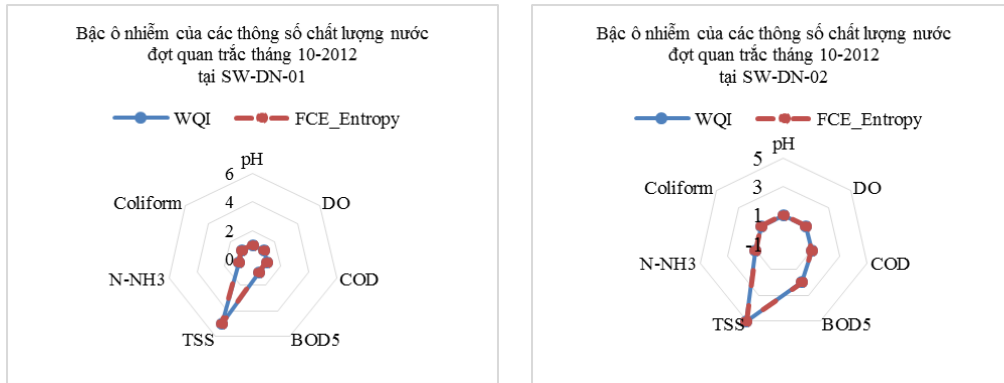 Bậc ô nhiễm của các thông số chất lượng nước
đợt quan trắc tháng 10-2012
tại SW-DN-01
WQI FCE_Entropy
pH
6
4
2
0
DO
COD
BOD5
TSS
N-NH3
Coliform
Bậc ô nhiễm của các thông số chất lượng nước
đợt quan trắc tháng 10-2012
tại SW-DN-02
WQI FCE_Entropy
pH
5
3
1
-1
DO
COD
BOD5
TSS
N-NH3
Coliform